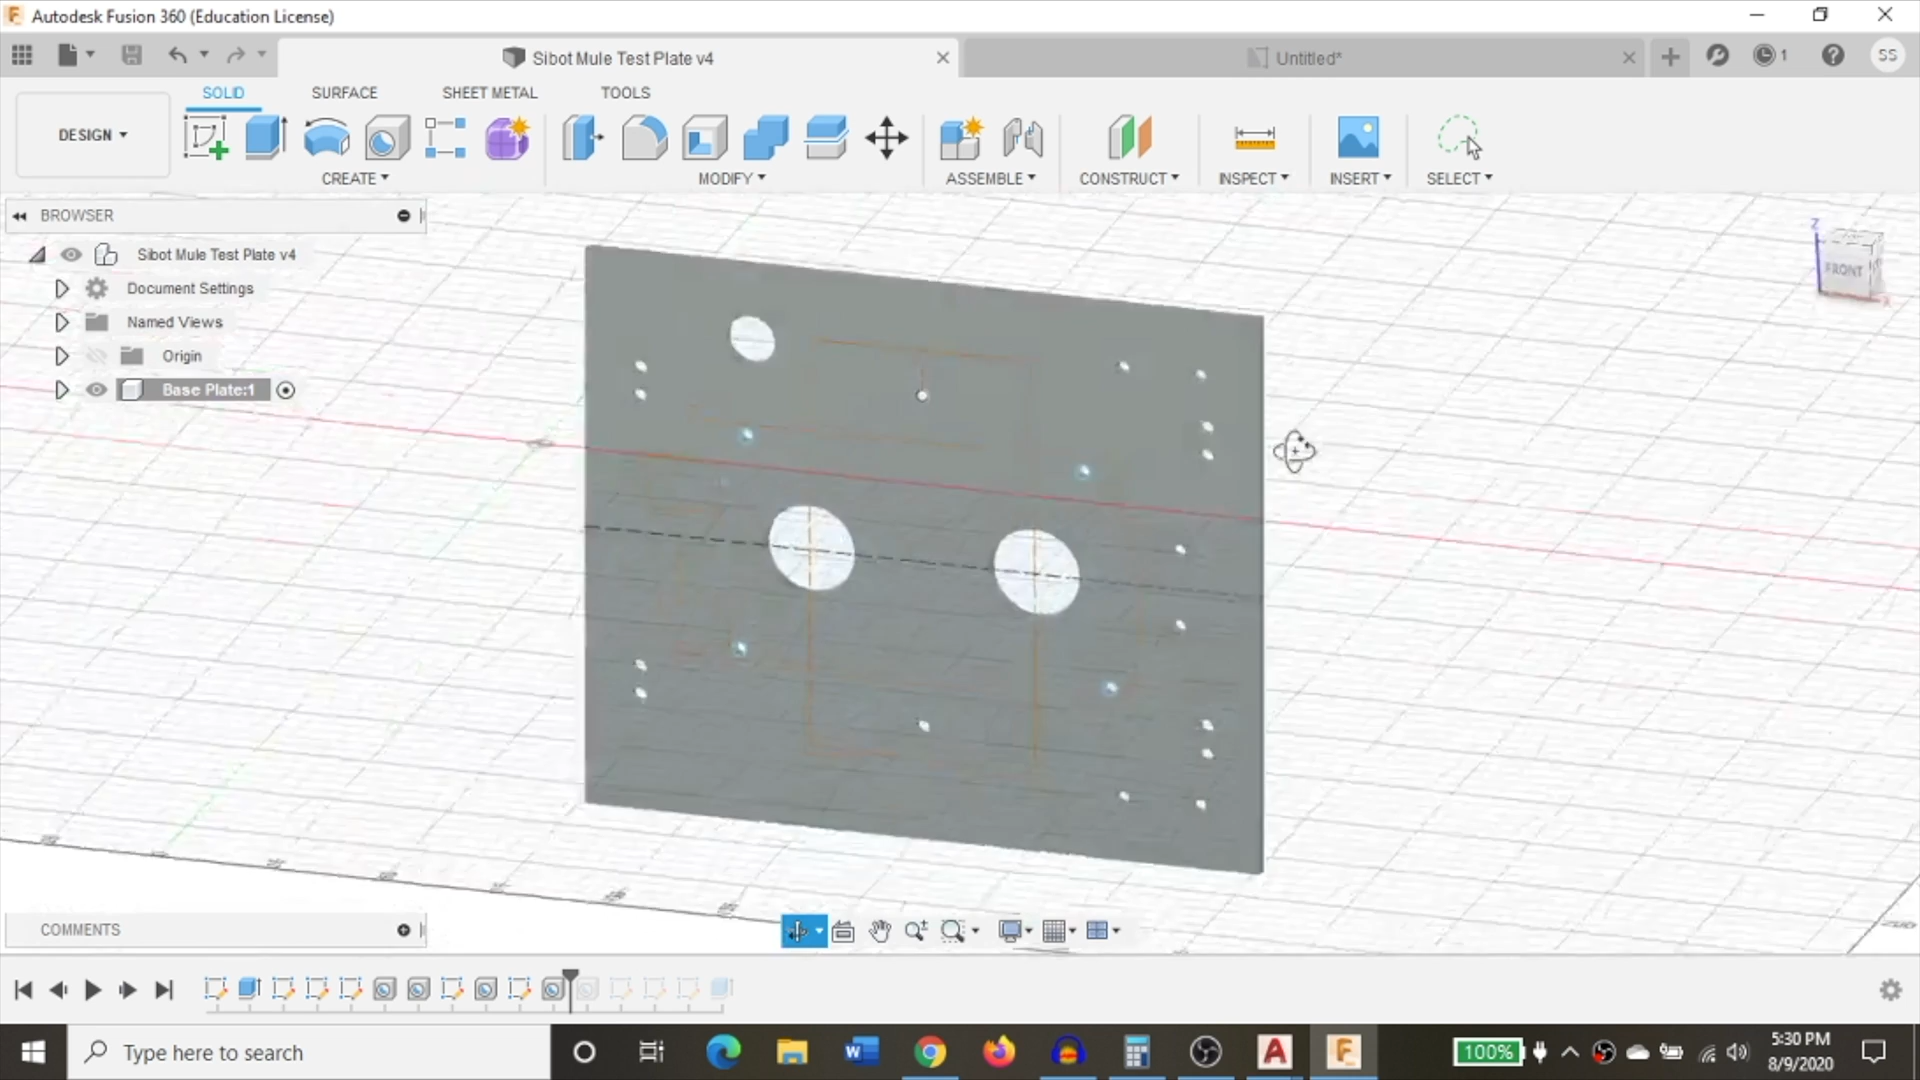 Autodesk Fusion 360 (Education License)
Sibot Mule Test Plate v4
Untitled*
1
SS
SOLID
SURFACE
SHEET METAL
TOOLS
DESIGN
CREATE
MODIFY
ASSEMBLE
CONSTRUCT
INSPECT
INSERT
SELECT
BROWSER
Sibot Mule Test Plate v4
Document Settings
Named Views
Origin
Base Plate:1
Z
FRONT
COMMENTS
Type here to search
100%
5:30 PM
8/9/2020